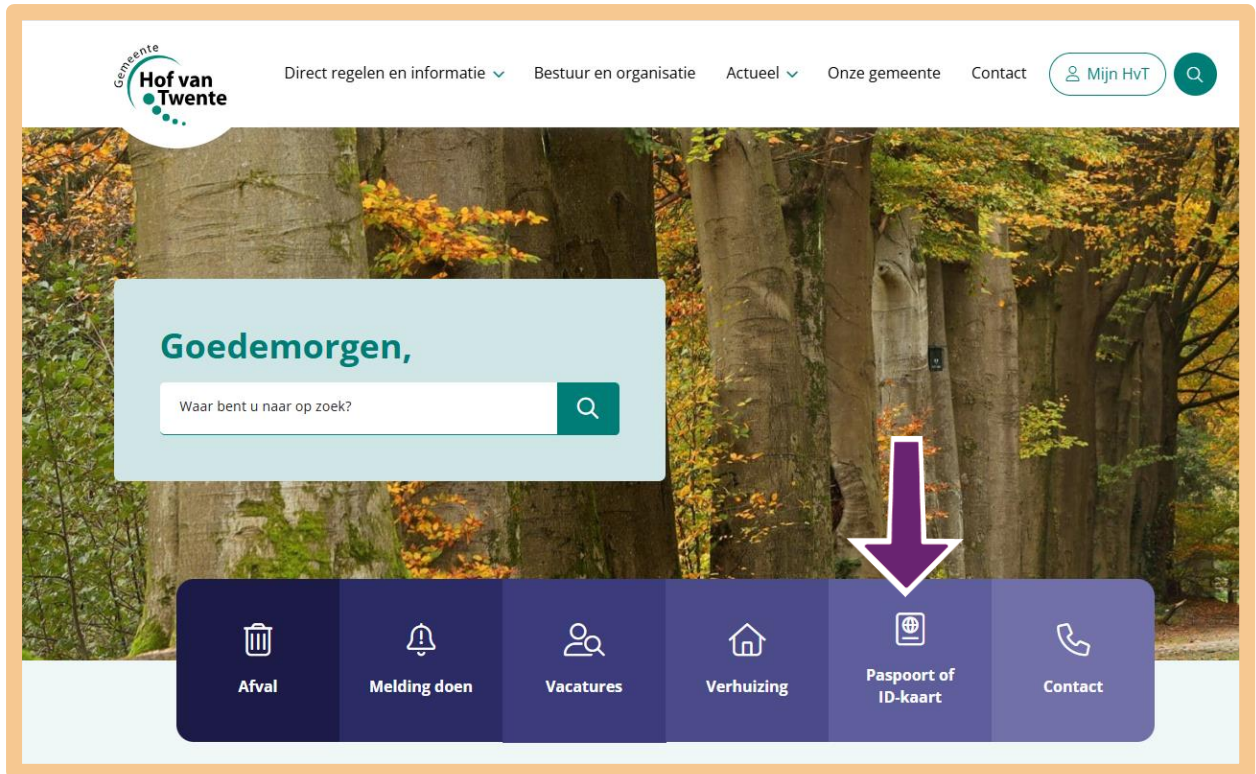 Gemeente
Hof van
Twente
Direct regelen en informatie
Bestuur en organisatie
Actueel
Onze gemeente
Contact
Mijn HvT
Goedemorgen,
Waar bent u naar op zoek?
Afval
Melding doen
Vacatures
Verhuizing
Paspoort of
ID-kaart
Contact